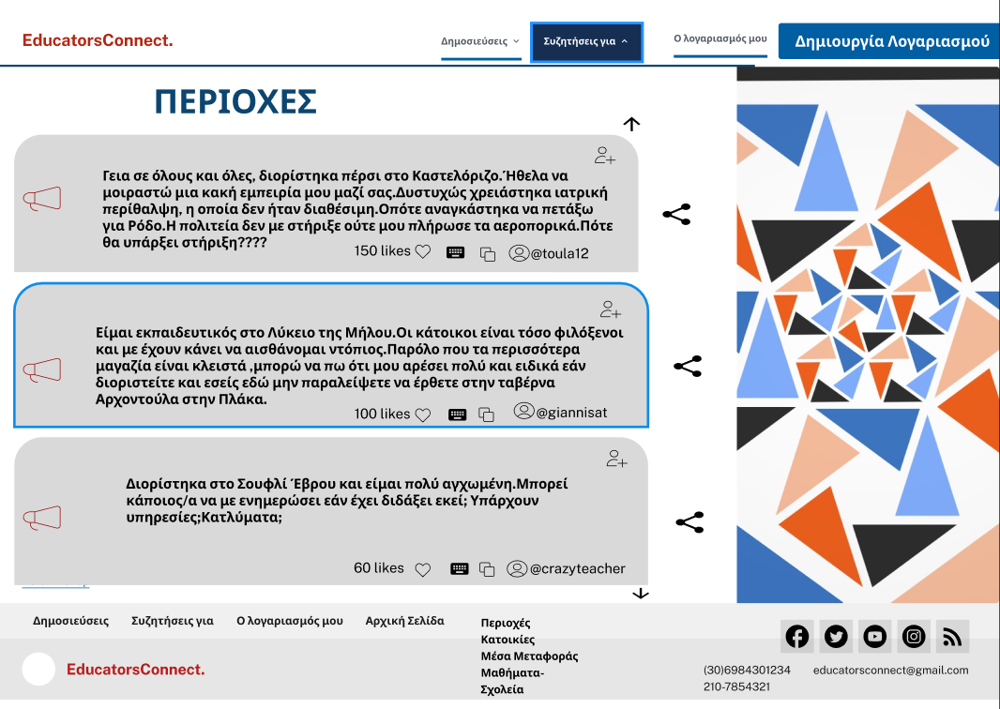 EducatorsConnect.
Δημοσιεύσεις
Συζητήσεις για
Ο λογαριασμός μου
Δημιουργία Λογαριασμού
ΠΕΡΙΟΧΕΣ
Γεια σε όλους και όλες, διορίστηκα πέρσι στο Καστελόριζο.Ήθελα να
μοιραστώ μια κακή εμπειρία μου μαζί σας.Δυστυχώς χρειάστηκα ιατρική
περίθαλψη, η οποία δεν ήταν διαθέσιμη.Οπότε αναγκάστηκα να πετάξω
για Ρόδο.Η πολιτεία δεν με στήριξε ούτε μου πλήρωσε τα αεροπορικά.Πότε
θα υπάρξει στήριξη????
150 likes
@toula12
Είμαι εκπαιδευτικός στο Λύκειο της Μήλου.Οι κάτοικοι είναι τόσο φιλόξενοι
και με έχουν κάνει να αισθάνομαι ντόπιος.Παρόλο που τα περισσότερα
μαγαζία είναι κλειστά ,μπορώ να πω ότι μου αρέσει πολύ και ειδικά εάν
διοριστείτε και εσείς εδώ μην παραλείψετε να έρθετε στην ταβέρνα
Αρχοντούλα στην Πλάκα.
100 likes
@giannisat
Διορίστηκα στο Σουφλί Έβρου και είμαι πολύ αγχωμένη.Μπορεί
κάποιος/α να με ενημερώσει εάν έχει διδάξει εκεί; Υπάρχουν
υπηρεσίες;Κατλύματα;
60 likes
@crazyteacher
Δημοσιεύσεις
Συζητήσεις για
Ο λογαριασμός μου
Αρχική Σελίδα
Περιοχές
Κατοικίες
Μέσα Μεταφοράς
Μαθήματα-
Σχολεία
EducatorsConnect.
(30)6984301234
educatorsconnect@gmail.com
210-7854321